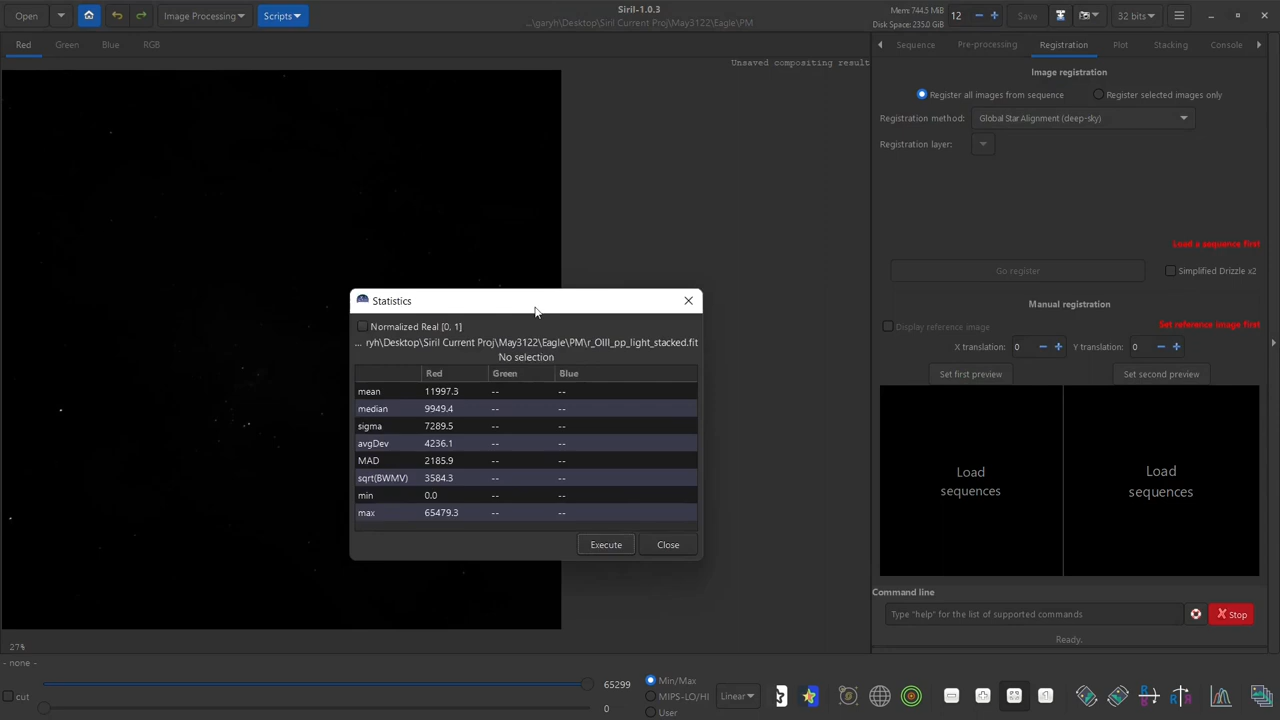 Open
Image Processing
Scripts
Siril-1.0.3
...garyh\Desktop\Siril Current Proj\May3122\Eagle\PM
Mem: 744.5 MiB
Disk Space: 235.0 GiB
12
Save
32 bits
Red Green Blue RGB
Sequence Pre-processing Registration Plot Stacking Console
Unsaved compositing result
Image registration
Register all images from sequence Register selected images only
Registration method: Global Star Alignment (deep-sky)
Registration layer:
Load a sequence first
Go register Simplified Drizzle x2
Manual registration
Display reference image Set reference image first
X translation: 0 Y translation: 0
Set first preview Set second preview
Load sequences
Load sequences
Command line
Type "help" for the list of supported commands
Stop
Ready.
Statistics
Normalized Real [0, 1]
... ryh\Desktop\Siril Current Proj\May3122\Eagle\PM\r_OIII_pp_light_stacked.fit
No selection
Red Green Blue
mean 11997.3 -- --
median 9949.4 -- --
sigma 7289.5 -- --
avgDev 4236.1 -- --
MAD 2185.9 -- --
sqrt(BWMV) 3584.3 -- --
min 0.0 -- --
max 65479.3 -- --
Execute Close
27%
- none -
cut
65299
0
Min/Max
MIPS-LO/HI
User
Linear